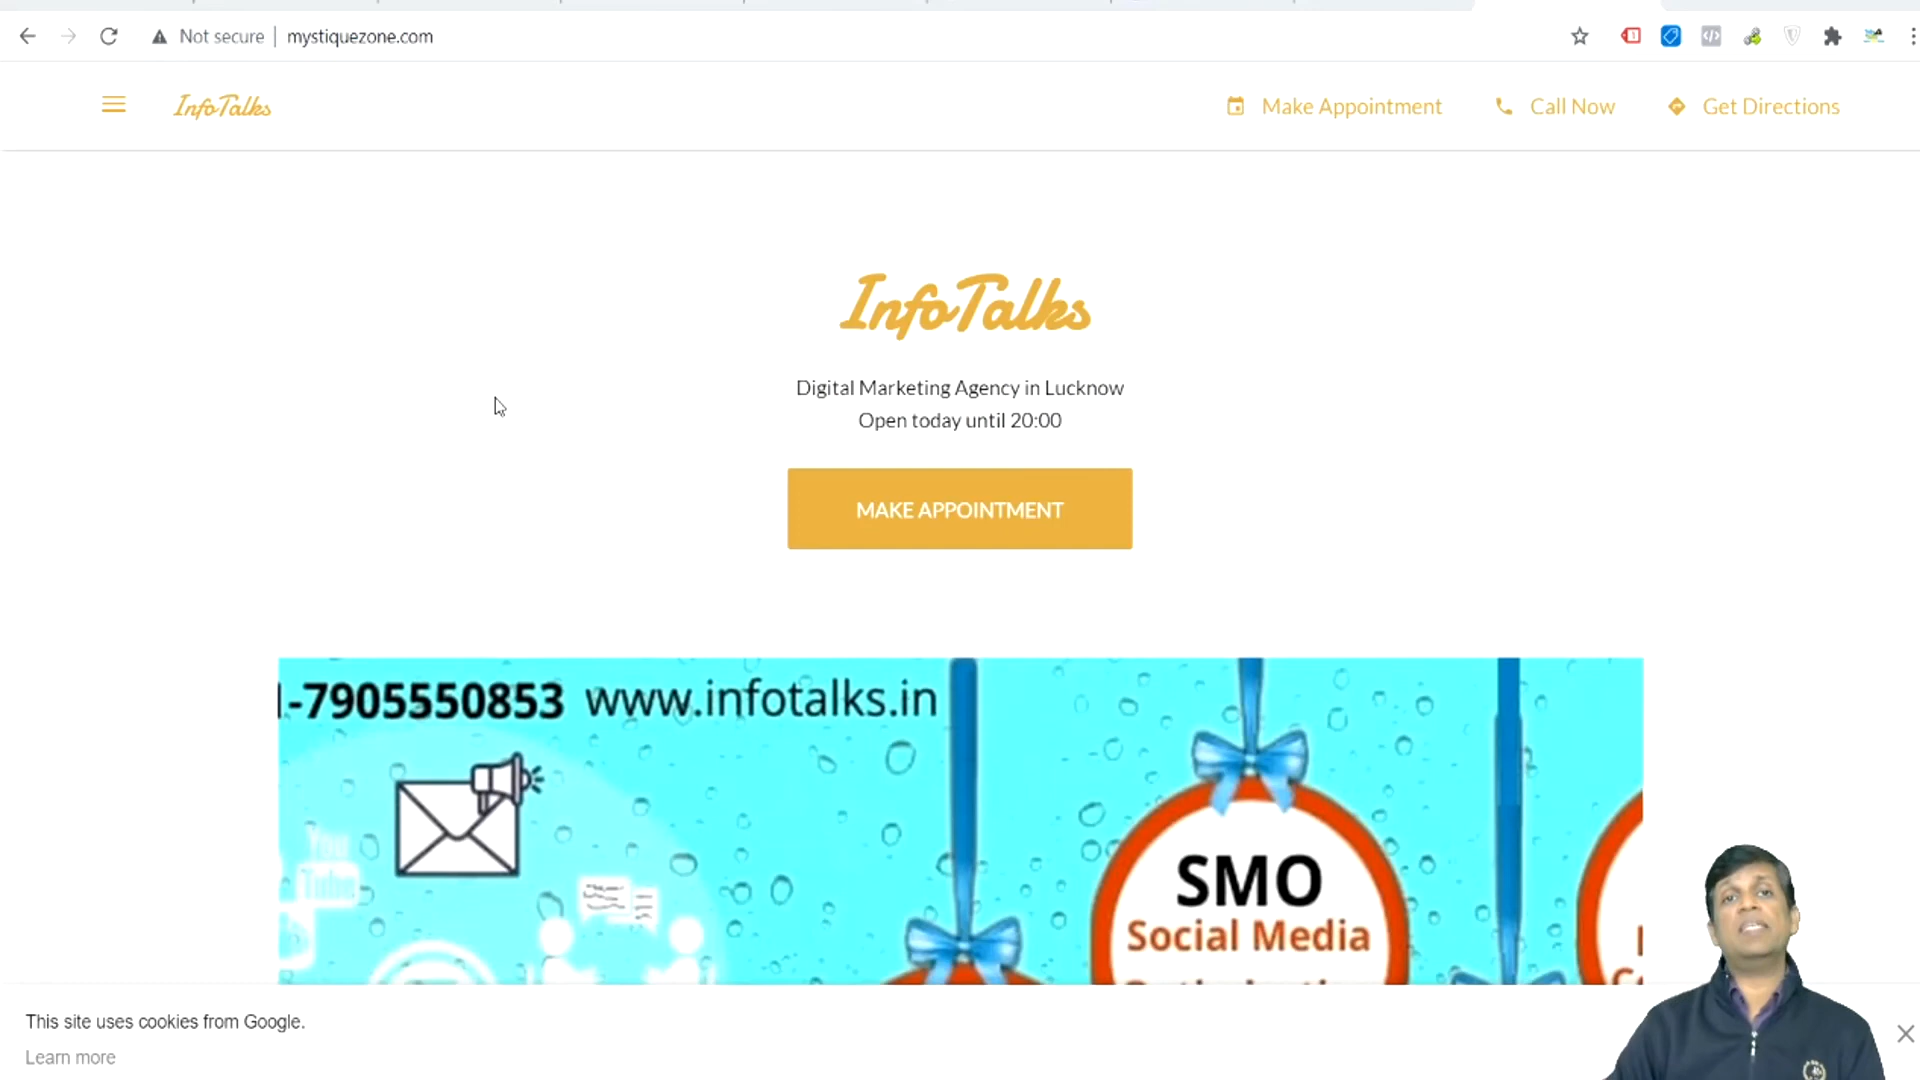 Not secure mystiquezone.com
InfoTalks
Make Appointment
Call Now
Get Directions
InfoTalks
Digital Marketing Agency in Lucknow
Open today until 20:00
MAKE APPOINTMENT
-7905550853 www.infotalks.in
You
Tube
SMO
Social Media
This site uses cookies from Google.
Learn more